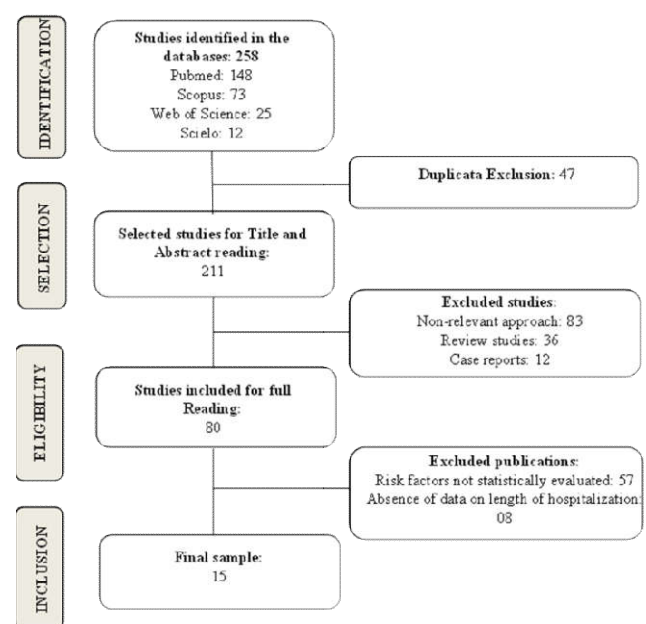 IDENTIFICATION
Studies identified in the
databases: 258
Pubmed: 148
Scopus: 73
Web of Science: 25
Scielo: 12
Duplicata Exclusion: 47
SELECTION
Selected studies for Title and
Abstract reading:
211
Excluded studies:
Non-relevant approach: 83
Review studies: 36
Case reports: 12
ELIGIBILITY
Studies included for full
Reading:
80
Excluded publications:
Risk factors not statistically evaluated: 57
Absence of data on length of hospitalization:
08
INCLUSION
Final sample:
15